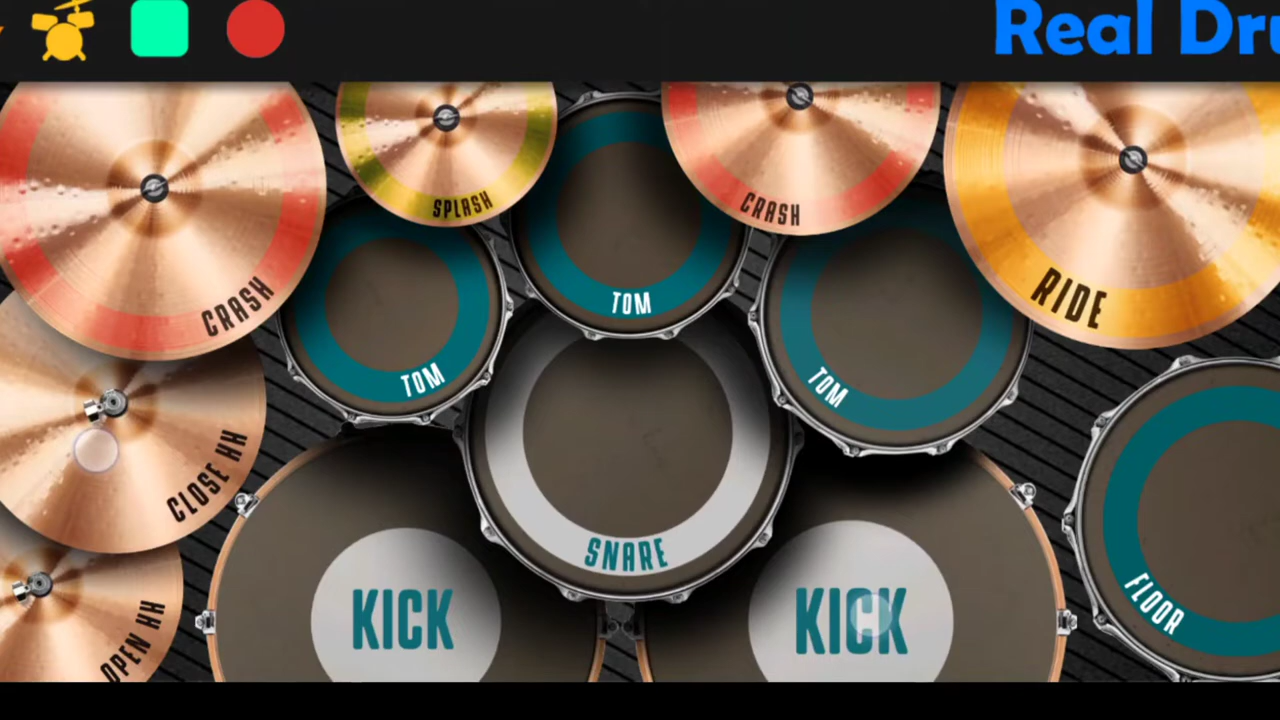 Real Dru
CRASH
SPLASH
CRASH
RIDE
TOM
TOM
TOM
CLOSE HH
SNARE
OPEN HH
KICK
KICK
FLOOR